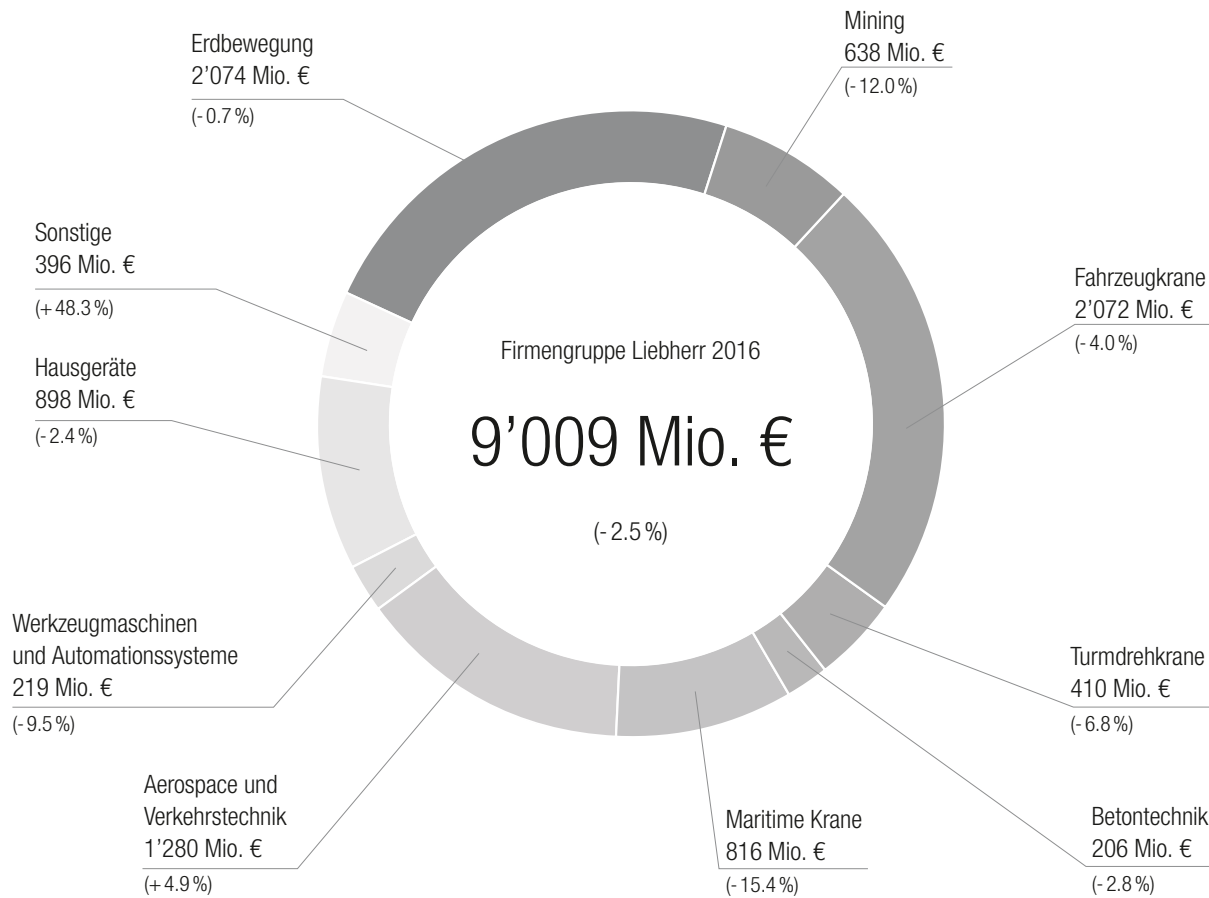 Mining
638 Mio. €
(- 12.0 %)
Erdbewegung
2’074 Mio. €
(- 0.7 %)
Sonstige
396 Mio. €
(+ 48.3 %)
Fahrzeugkrane
2’072 Mio. €
(- 4.0 %)
Firmengruppe Liebherr 2016
9’009 Mio. €
(- 2.5 %)
Hausgeräte
898 Mio. €
(- 2.4 %)
Werkzeugmaschinen
und Automationssysteme
219 Mio. €
(- 9.5 %)
Turmdrehkrane
410 Mio. €
(- 6.8 %)
Aerospace und
Verkehrstechnik
1’280 Mio. €
(+ 4.9 %)
Maritime Krane
816 Mio. €
(- 15.4 %)
Betontechnik
206 Mio. €
(- 2.8 %)